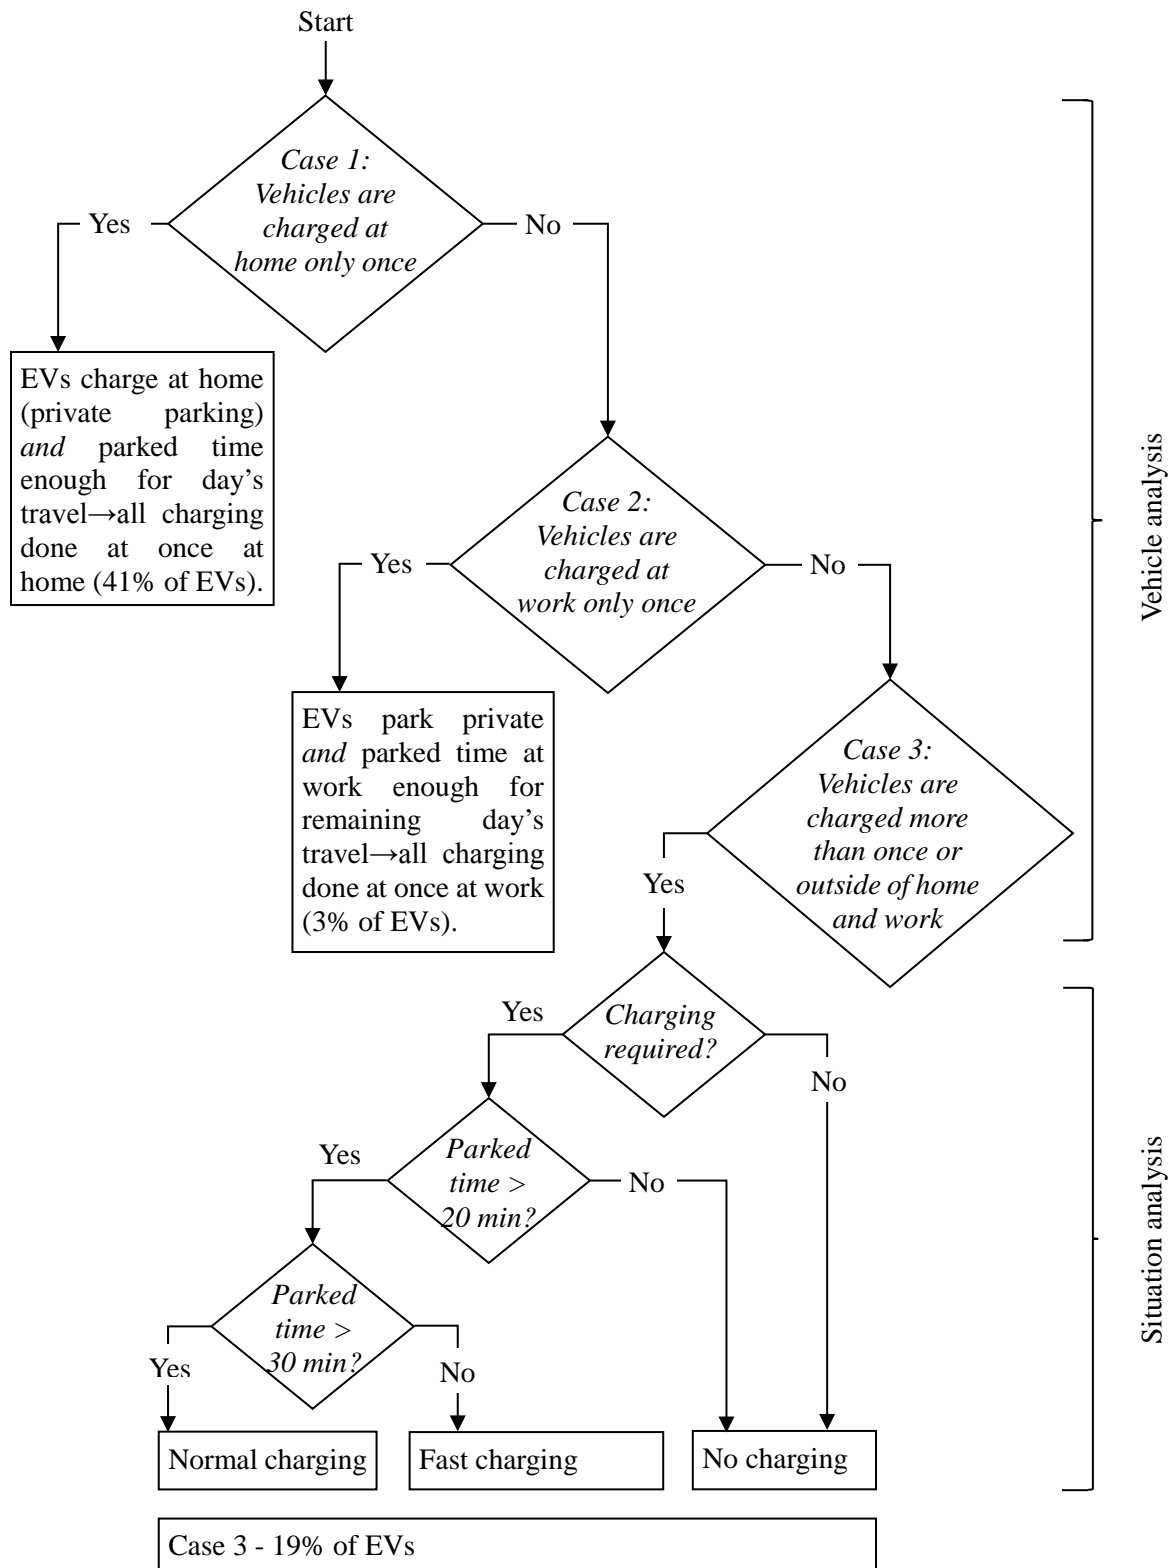 Start
Case 1:
Vehicles are
charged at
home only once
Yes
No
EVs charge at home
(private parking)
and parked time
enough for day's
travel→all charging
done at once at
home (41% of EVs).
Case 2:
Vehicles are
charged at
work only once
Yes
No
EVs park private
and parked time at
work enough for
remaining day's
travel→all charging
done at once at work
(3% of EVs).
Case 3:
Vehicles are
charged more
than once or
outside of home
and work
Yes
Vehicle analysis
Charging
required?
Yes
No
Parked
time >
20 min?
Yes
No
Parked
time >
30 min?
Yes
No
Normal charging
Fast charging
No charging
Situation analysis
Case 3 - 19% of EVs